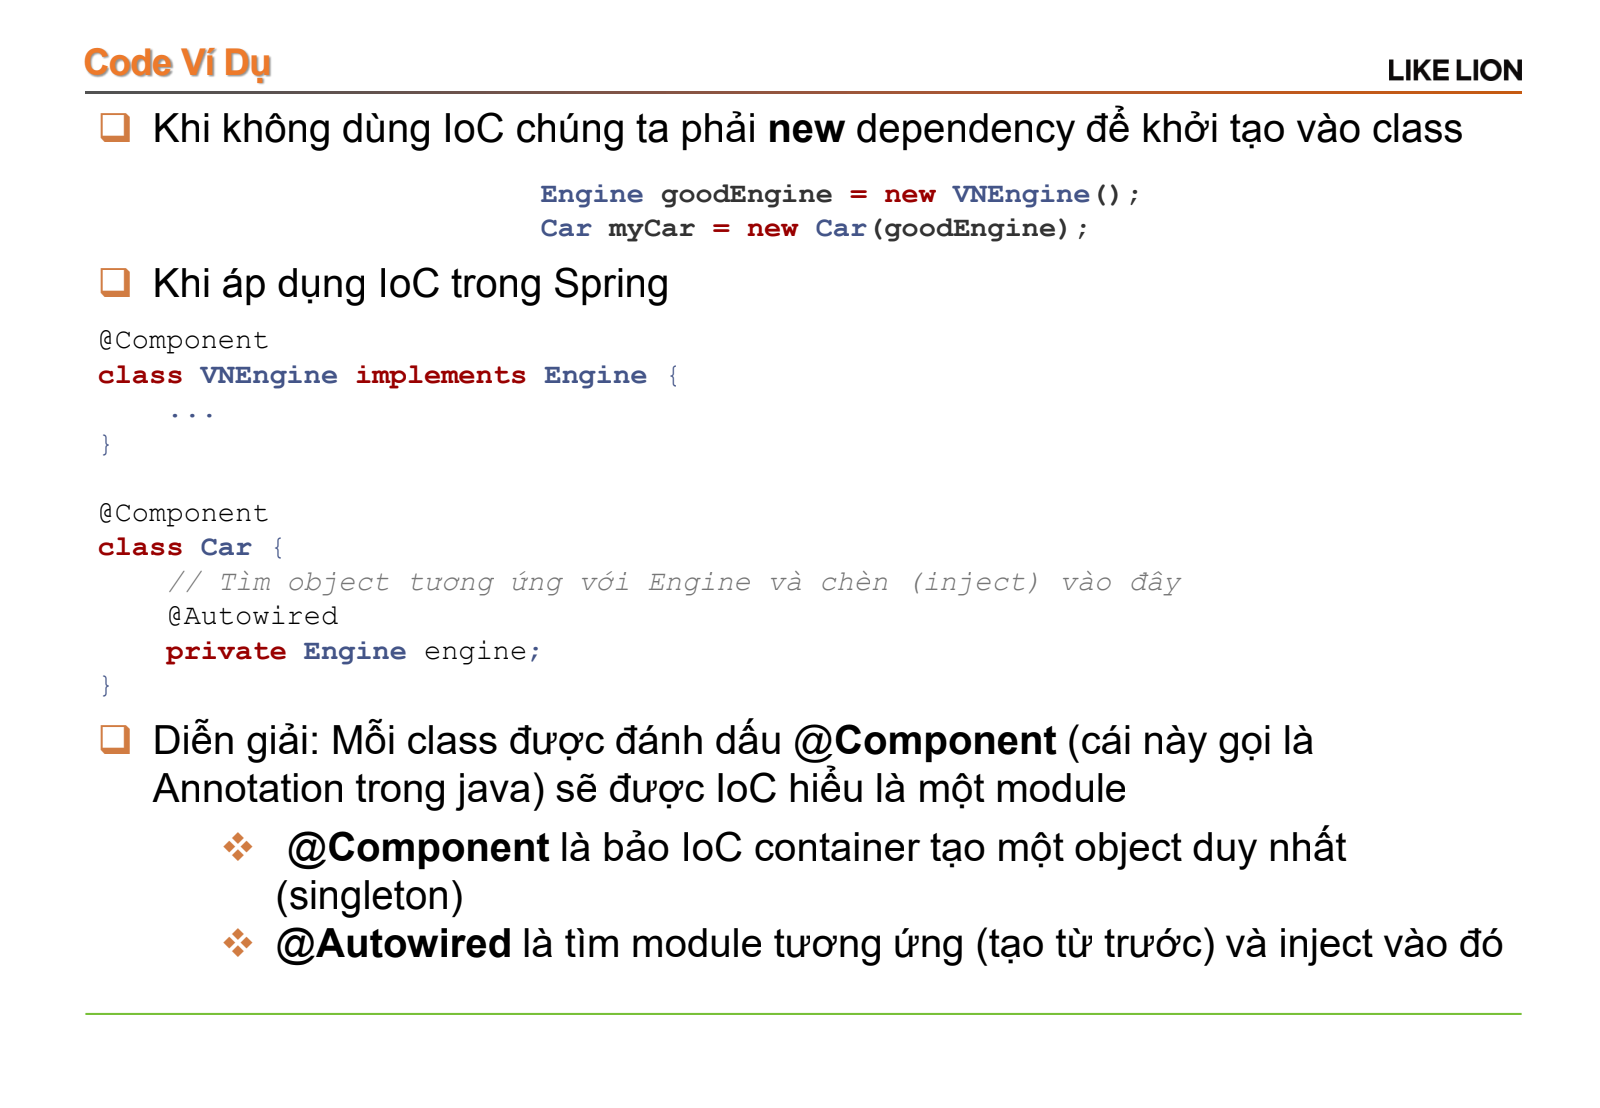 Code Ví Dụ
LIKE LION
Khi không dùng IoC chúng ta phải new dependency để khởi tạo vào class
Engine goodEngine = new VNEngine();
Car myCar = new Car(goodEngine);
Khi áp dụng IoC trong Spring
@Component
class VNEngine implements Engine {
...
}
@Component
class Car {
// Tìm object tương ứng với Engine và chèn (inject) vào đây
@Autowired
private Engine engine;
}
Diễn giải: Mỗi class được đánh dấu @Component (cái này gọi là
Annotation trong java) sẽ được IoC hiểu là một module
@Component là bảo IoC container tạo một object duy nhất
(singleton)
@Autowired là tìm module tương ứng (tạo từ trước) và inject vào đó